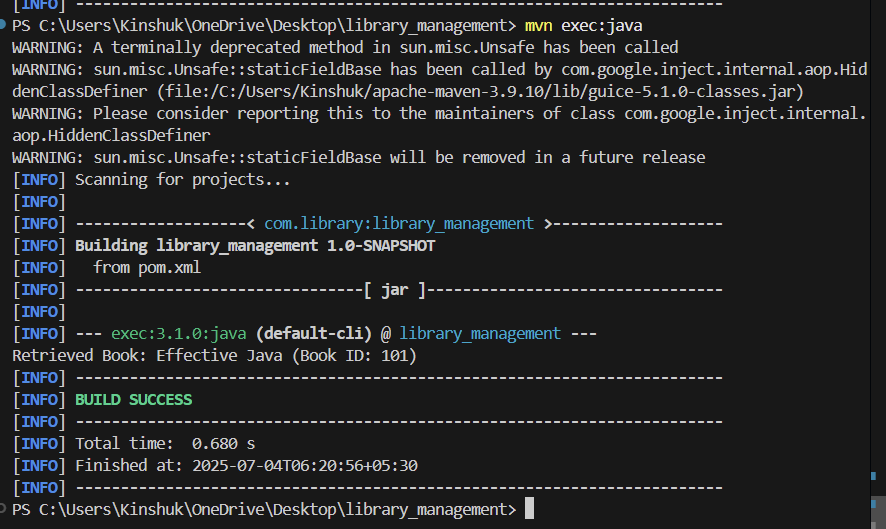 [INFO] ------------------------------------------------------------------------
PS C:\Users\Kinshuk\OneDrive\Desktop\library_management> mvn exec:java
WARNING: A terminally deprecated method in sun.misc.Unsafe has been called
WARNING: sun.misc.Unsafe::staticFieldBase has been called by com.google.inject.internal.aop.Hid
denClassDefiner (file:/C:/Users/Kinshuk/apache-maven-3.9.10/lib/guice-5.1.0-classes.jar)
WARNING: Please consider reporting this to the maintainers of class com.google.inject.internal.
aop.HiddenClassDefiner
WARNING: sun.misc.Unsafe::staticFieldBase will be removed in a future release
[INFO] Scanning for projects...
[INFO]
[INFO] -------------------< com.library:library_management >-------------------
[INFO] Building library_management 1.0-SNAPSHOT
[INFO]   from pom.xml
[INFO] --------------------------------[ jar ]---------------------------------
[INFO]
[INFO] --- exec:3.1.0:java (default-cli) @ library_management ---
Retrieved Book: Effective Java (Book ID: 101)
[INFO] ------------------------------------------------------------------------
[INFO] BUILD SUCCESS
[INFO] ------------------------------------------------------------------------
[INFO] Total time:  0.680 s
[INFO] Finished at: 2025-07-04T06:20:56+05:30
[INFO] ------------------------------------------------------------------------
PS C:\Users\Kinshuk\OneDrive\Desktop\library_management>